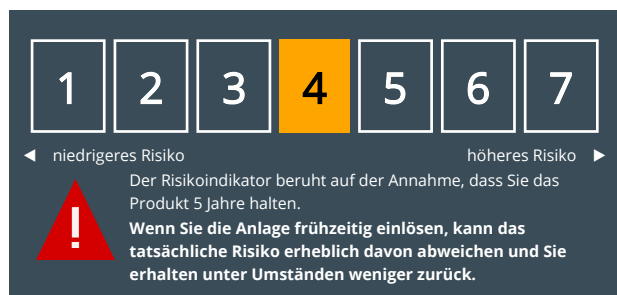 1 2 3 4 5 6 7
◀ niedrigeres Risiko höheres Risiko ▶
Der Risikoindikator beruht auf der Annahme, dass Sie das
Produkt 5 Jahre halten.
!
Wenn Sie die Anlage frühzeitig einlösen, kann das
tatsächliche Risiko erheblich davon abweichen und Sie
erhalten unter Umständen weniger zurück.